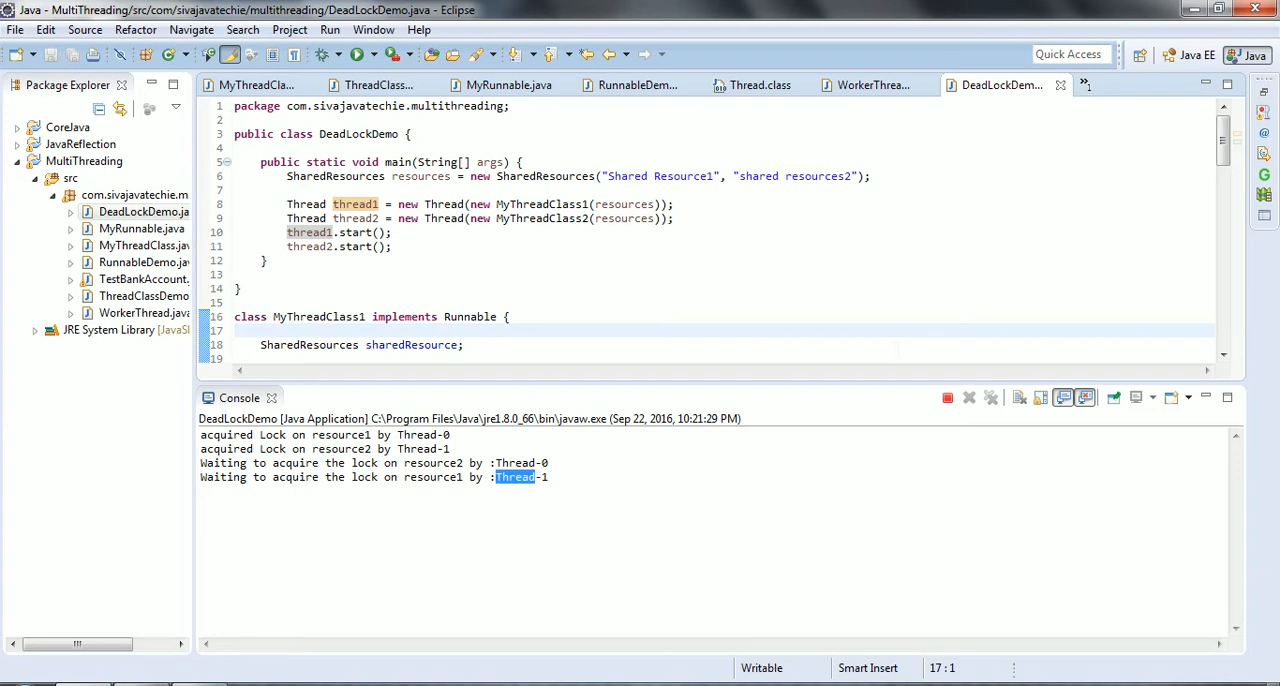 Java - MultiThreading/src/com/sivajavatechie/multithreading/DeadLockDemo.java - Eclipse
File Edit Source Refactor Navigate Search Project Run Window Help
Quick Access Java EE Java
Package Explorer
CoreJava
JavaReflection
MultiThreading
src
com.sivajavatechie.m
DeadLockDemo.ja
MyRunnable.java
MyThreadClass.jav
RunnableDemo.jav
TestBankAccount.
ThreadClassDemo
WorkerThread.java
JRE System Library [JavaS
MyThreadCla... ThreadClass... MyRunnable.java RunnableDem... Thread.class WorkerThrea... DeadLockDem... »1
1 package com.sivajavatechie.multithreading;
2
3 public class DeadLockDemo {
4
5 public static void main(String[] args) {
6 SharedResources resources = new SharedResources("Shared Resource1", "shared resources2");
7
8 Thread thread1 = new Thread(new MyThreadClass1(resources));
9 Thread thread2 = new Thread(new MyThreadClass2(resources));
10 thread1.start();
11 thread2.start();
12 }
13
14 }
15
16 class MyThreadClass1 implements Runnable {
17
18 SharedResources sharedResource;
19
Console
DeadLockDemo [Java Application] C:\Program Files\Java\jre1.8.0_66\bin\javaw.exe (Sep 22, 2016, 10:21:29 PM)
acquired Lock on resource1 by Thread-0
acquired Lock on resource2 by Thread-1
Waiting to acquire the lock on resource2 by :Thread-0
Waiting to acquire the lock on resource1 by :Thread-1
Writable Smart Insert 17 : 1